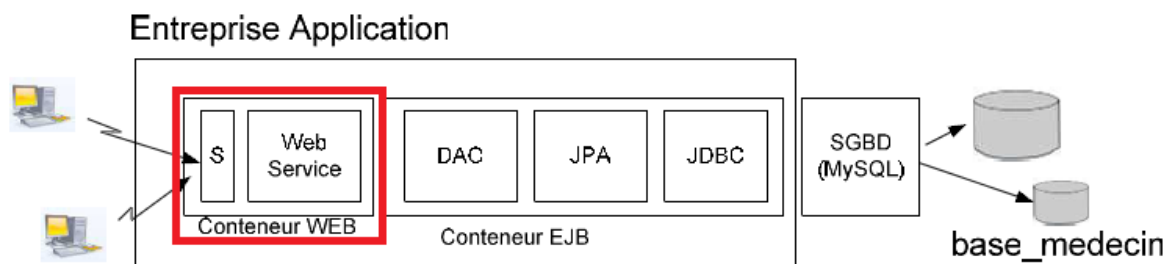 Entreprise Application
S
Web
Service
DAC
JPA
JDBC
SGBD
(MySQL)
Conteneur WEB
Conteneur EJB
base_medecin